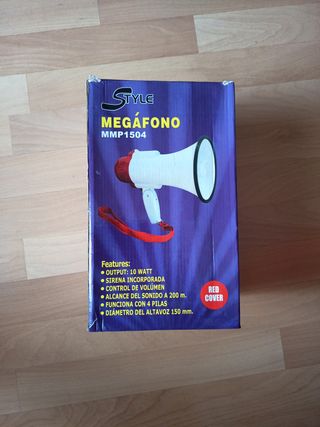 STYLE
MEGÁFONO
MMP1504
Features:
• OUTPUT: 10 WATT
• SIRENA INCORPORADA
• CONTROL DE VOLÚMEN
• ALCANCE DEL SONIDO A 200 m.
• FUNCIONA CON 4 PILAS
• DIÁMETRO DEL ALTAVOZ 150 mm.
RED
COVER